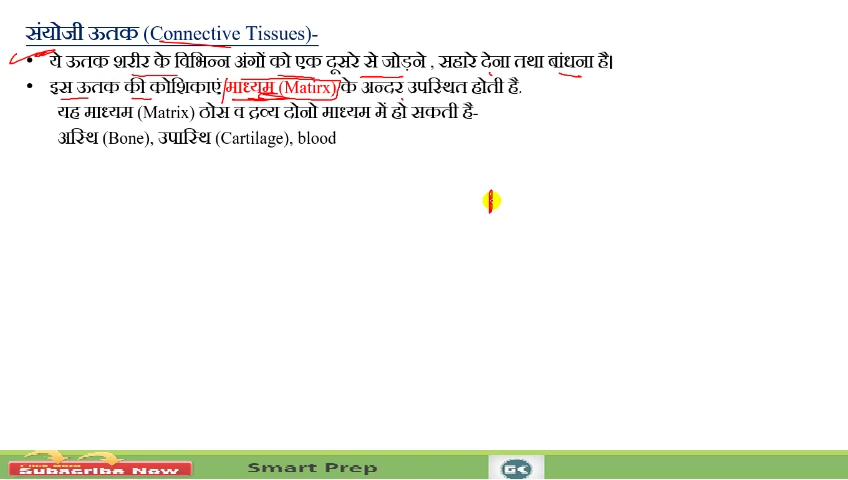 संयोजी ऊतक (Connective Tissues)-
• ये ऊतक शरीर के विभिन्न अंगों को एक दूसरे से जोड़ने , सहारे देना तथा बांधना है।
• इस ऊतक की कोशिकाएं माध्यम (Matirx) के अन्दर उपस्थित होती है.
यह माध्यम (Matrix) ठोस व द्रव्य दोनो माध्यम में हो सकती है-
अस्थि (Bone), उपास्थि (Cartilage), blood
Subscribe Now
Smart Prep
GK